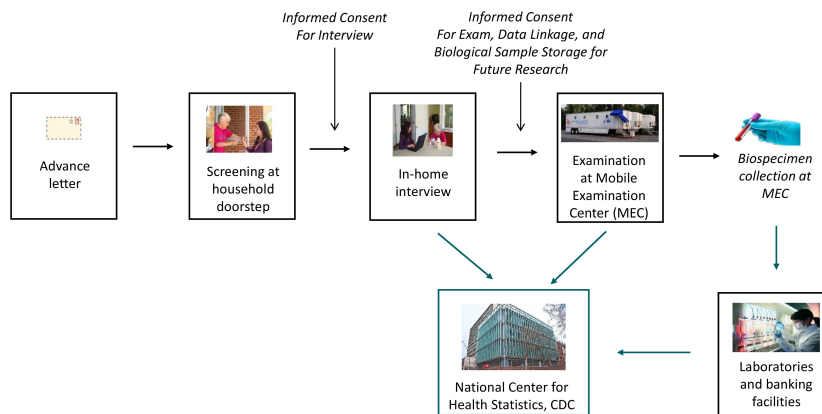 Informed Consent
For Interview
Informed Consent
For Exam, Data Linkage, and
Biological Sample Storage for
Future Research
Advance
letter
Screening at
household
doorstep
In-home
interview
Examination
at Mobile
Examination
Center (MEC)
Biospecimen
collection at
MEC
National Center for
Health Statistics, CDC
Laboratories
and banking
facilities